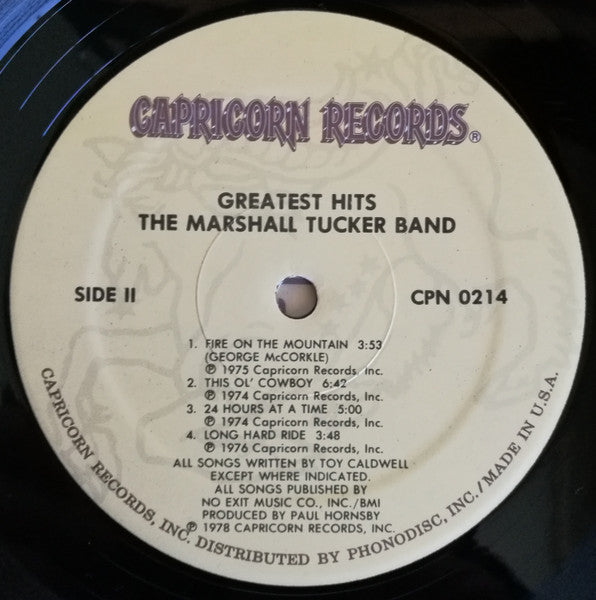 CAPRICORN RECORDS®
GREATEST HITS
THE MARSHALL TUCKER BAND
SIDE II
CPN 0214
1. FIRE ON THE MOUNTAIN 3:53
(GEORGE McCORKLE)
℗ 1975 Capricorn Records, Inc.
2. THIS OL' COWBOY 6:42
℗ 1974 Capricorn Records, Inc.
3. 24 HOURS AT A TIME 5:00
℗ 1974 Capricorn Records, Inc.
4. LONG HARD RIDE 3:48
℗ 1976 Capricorn Records, Inc.
ALL SONGS WRITTEN BY TOY CALDWELL
EXCEPT WHERE INDICATED.
ALL SONGS PUBLISHED BY
NO EXIT MUSIC CO., INC./BMI
PRODUCED BY PAUL HORNSBY
℗ 1978 CAPRICORN RECORDS, INC.
CAPRICORN RECORDS, INC. DISTRIBUTED BY PHONODISC, INC./MADE IN U.S.A.